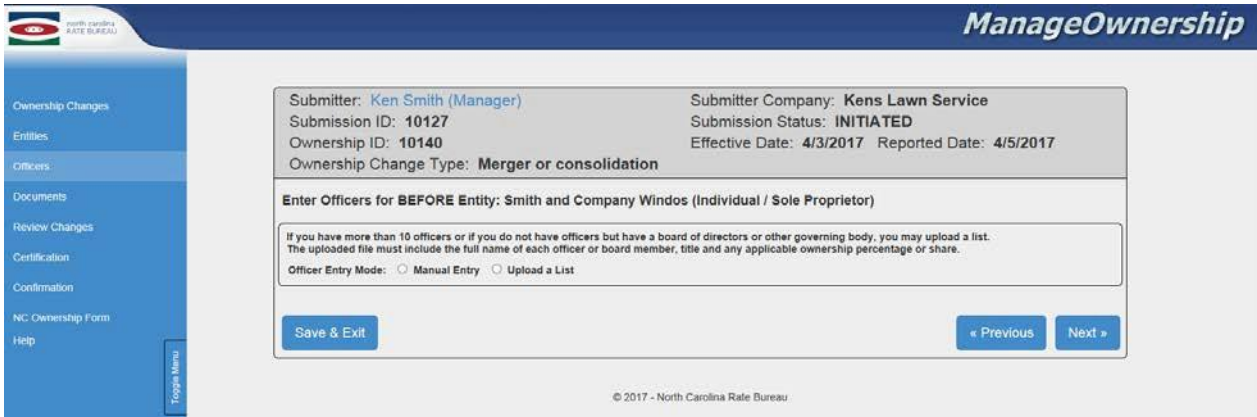 north carolina
RATE BUREAU
ManageOwnership
Ownership Changes
Entities
Officers
Documents
Review Changes
Certification
Confirmation
NC Ownership Form
Help
Toggle Menu
Submitter: Ken Smith (Manager)
Submitter Company: Kens Lawn Service
Submission ID: 10127
Submission Status: INITIATED
Ownership ID: 10140
Effective Date: 4/3/2017 Reported Date: 4/5/2017
Ownership Change Type: Merger or consolidation
Enter Officers for BEFORE Entity: Smith and Company Windos (Individual / Sole Proprietor)
If you have more than 10 officers or if you do not have officers but have a board of directors or other governing body, you may upload a list.
The uploaded file must include the full name of each officer or board member, title and any applicable ownership percentage or share.
Officer Entry Mode: Manual Entry Upload a List
Save & Exit
« Previous
Next »
© 2017 - North Carolina Rate Bureau